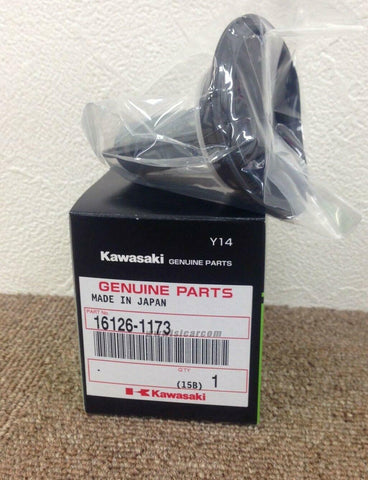 Y14
Kawasaki GENUINE PARTS
GENUINE PARTS
MADE IN JAPAN
PART No.
16126-1173
QTY
(15B) 1
Kawasaki